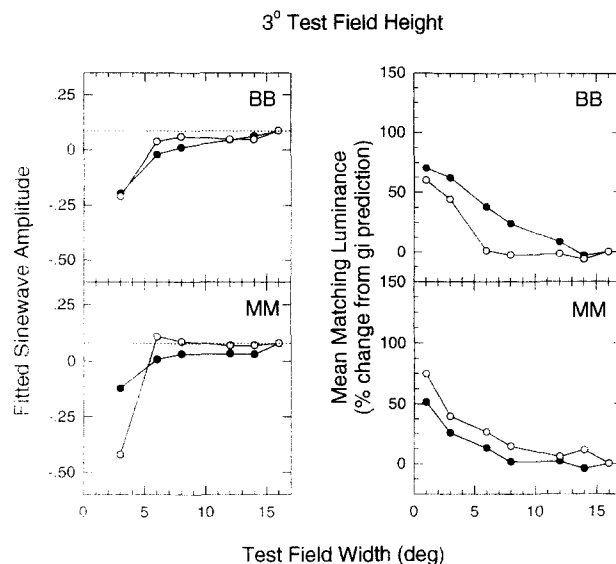 3° Test Field Height
BB
.25
0
-.25
-.50
MM
.25
0
-.25
-.50
0 5 10 15
Fitted Sinewave Amplitude
BB
150
100
50
0
150
MM
100
50
0
0 5 10 15
Mean Matching Luminance
(% change from gi prediction)
Test Field Width (deg)